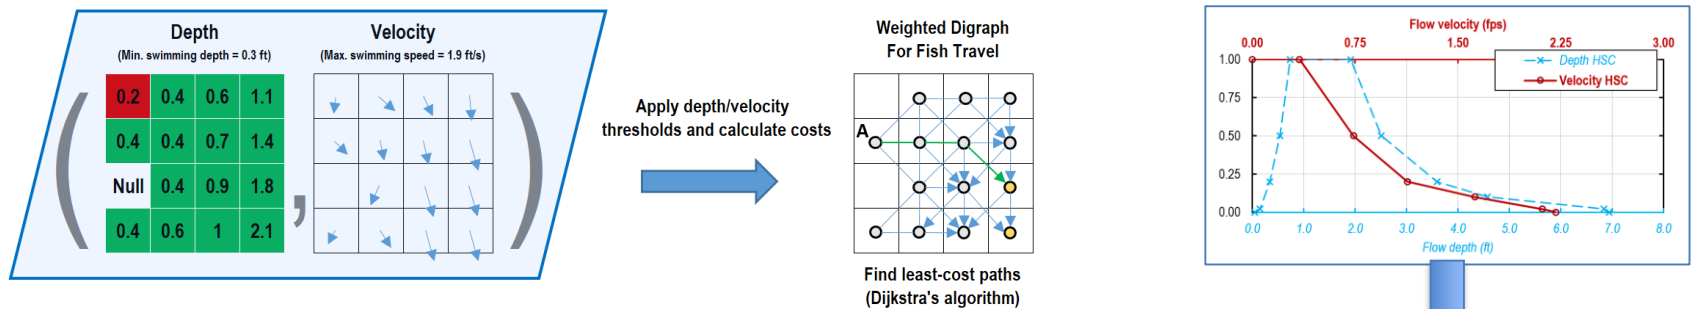 Depth
(Min. swimming depth = 0.3 ft)
Velocity
(Max. swimming speed = 1.9 ft/s)
0.2 0.4 0.6 1.1
0.4 0.4 0.7 1.4
Null 0.4 0.9 1.8
0.4 0.6 1 2.1
( , )
Apply depth/velocity
thresholds and calculate costs
Weighted Digraph
For Fish Travel
A
Find least-cost paths
(Dijkstra's algorithm)
Flow velocity (fps)
0.00 0.75 1.50 2.25 3.00
1.00
0.75
0.50
0.25
0.00
Depth HSC
Velocity HSC
0.0 1.0 2.0 3.0 4.0 5.0 6.0 7.0 8.0
Flow depth (ft)